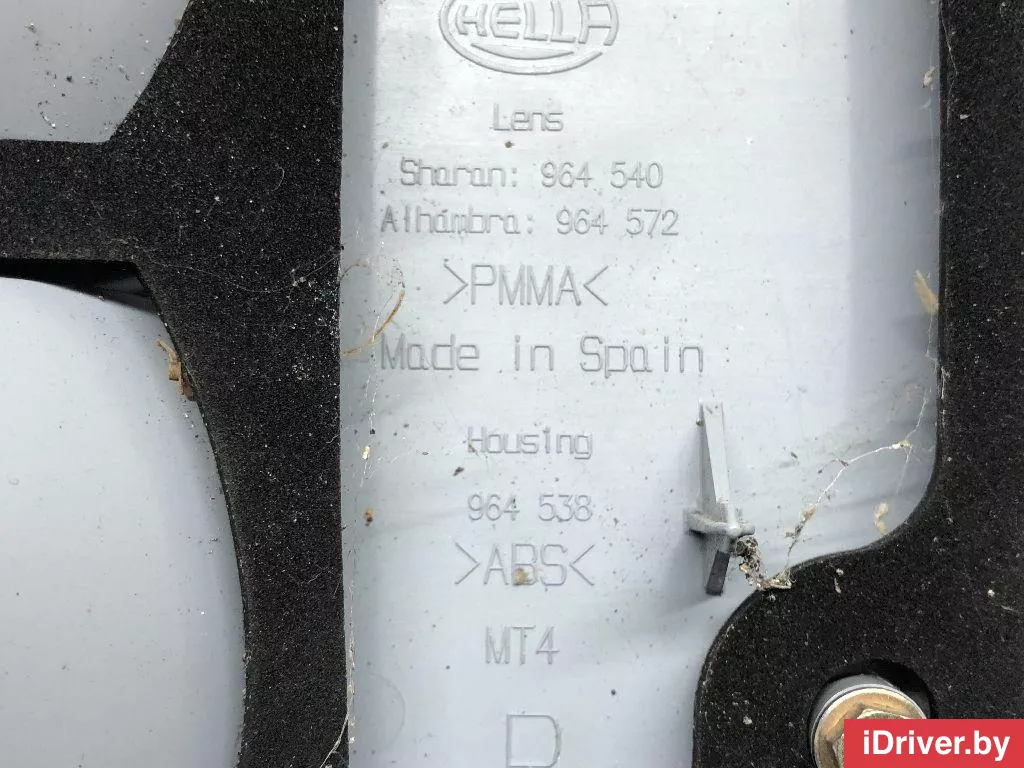 HELLA
Lens
Sharan: 964 540
Alhambra: 964 572
>PMMA<
Made in Spain
Housing
964 538
>ABS<
MT4
D
iDriver.by